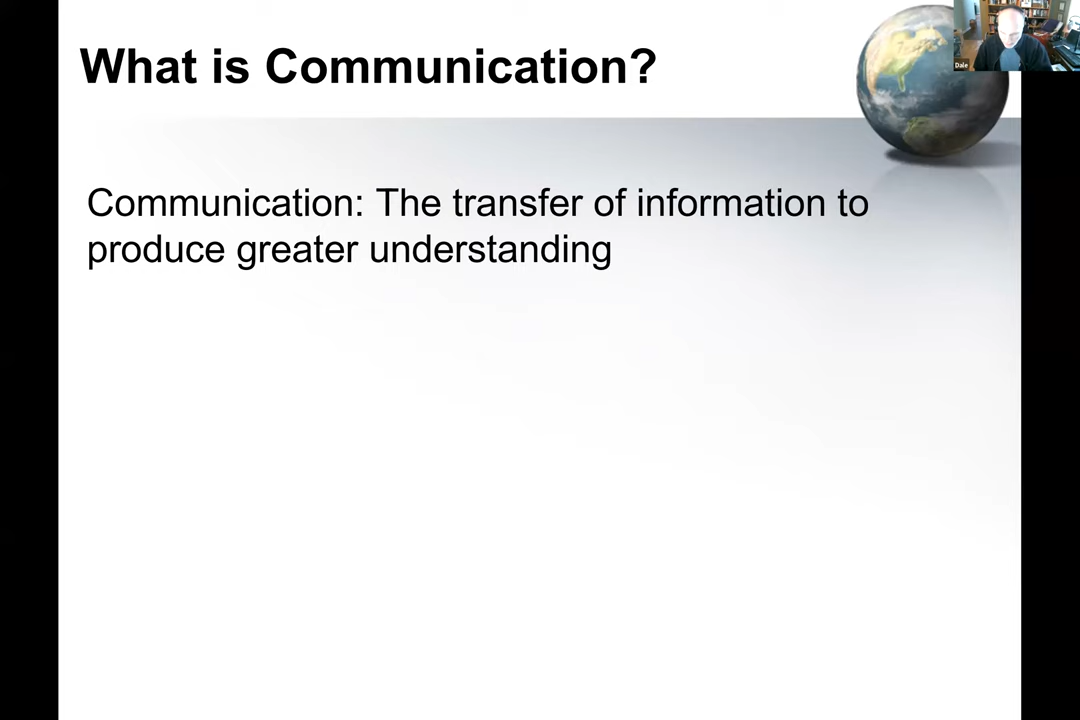 What is Communication?
Dale
Communication: The transfer of information to
produce greater understanding